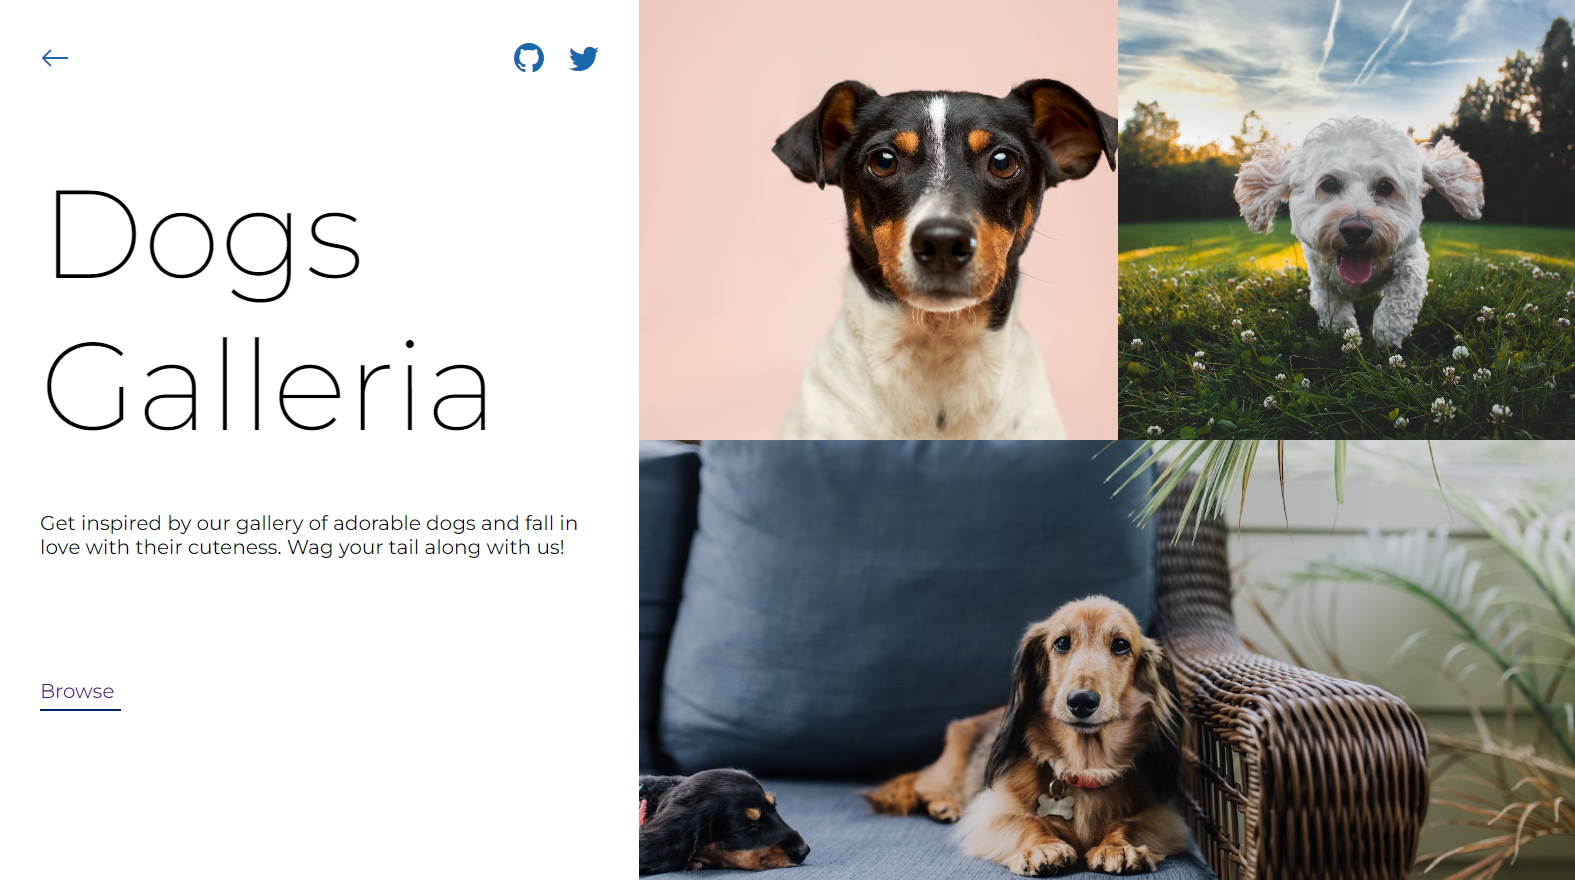 Dogs
Galleria
Get inspired by our gallery of adorable dogs and fall in
love with their cuteness. Wag your tail along with us!
Browse